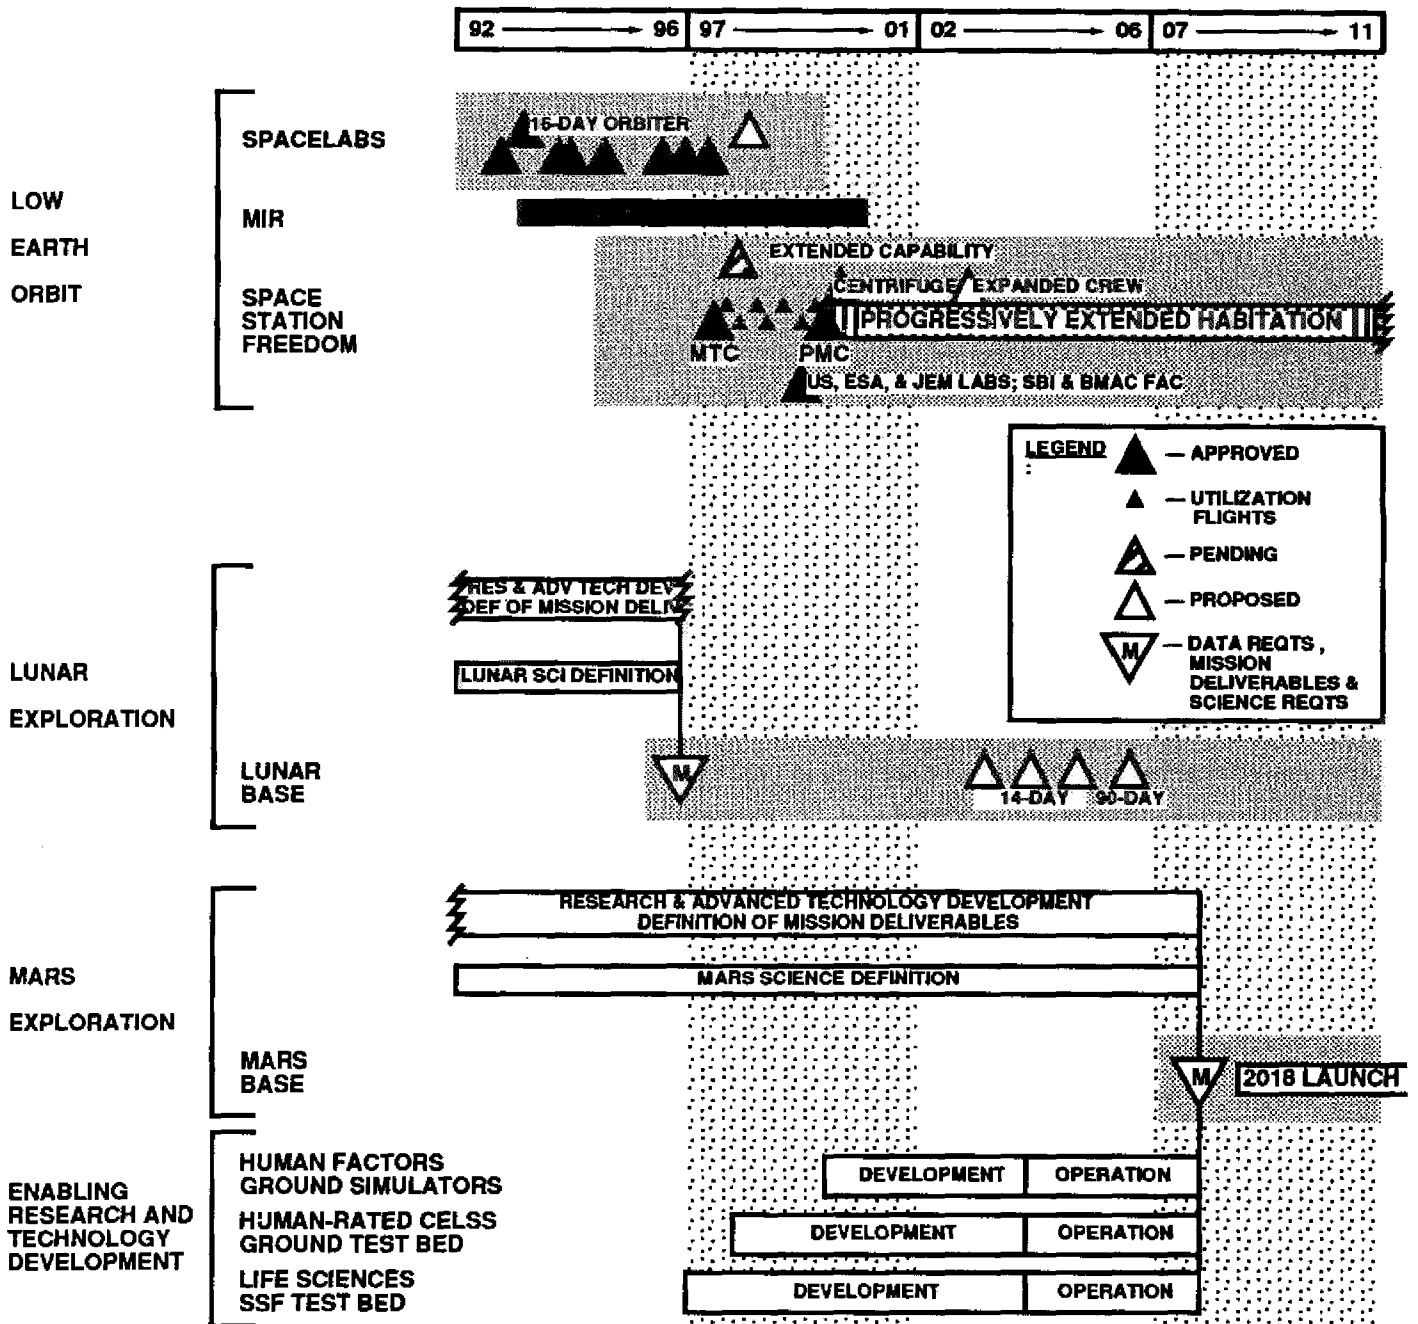 92 96 97 01 02 06 07 11
LOW
EARTH
ORBIT
SPACELABS
15-DAY ORBITER
MIR
SPACE
STATION
FREEDOM
EXTENDED CAPABILITY
CENTRIFUGE EXPANDED CREW
PROGRESSIVELY EXTENDED HABITATION
MTC PMC
US, ESA, & JEM LABS; SBI & BMAC FAC
LEGEND
:
— APPROVED
— UTILIZATION
FLIGHTS
— PENDING
— PROPOSED
M — DATA REQTS ,
MISSION
DELIVERABLES &
SCIENCE REQTS
LUNAR
EXPLORATION
RES & ADV TECH DEV
DEF OF MISSION DELIV
LUNAR SCI DEFINITION
LUNAR
BASE
M
14-DAY 90-DAY
MARS
EXPLORATION
RESEARCH & ADVANCED TECHNOLOGY DEVELOPMENT
DEFINITION OF MISSION DELIVERABLES
MARS SCIENCE DEFINITION
MARS
BASE
M 2018 LAUNCH
ENABLING
RESEARCH AND
TECHNOLOGY
DEVELOPMENT
HUMAN FACTORS
GROUND SIMULATORS
DEVELOPMENT OPERATION
HUMAN-RATED CELSS
GROUND TEST BED
DEVELOPMENT OPERATION
LIFE SCIENCES
SSF TEST BED
DEVELOPMENT OPERATION